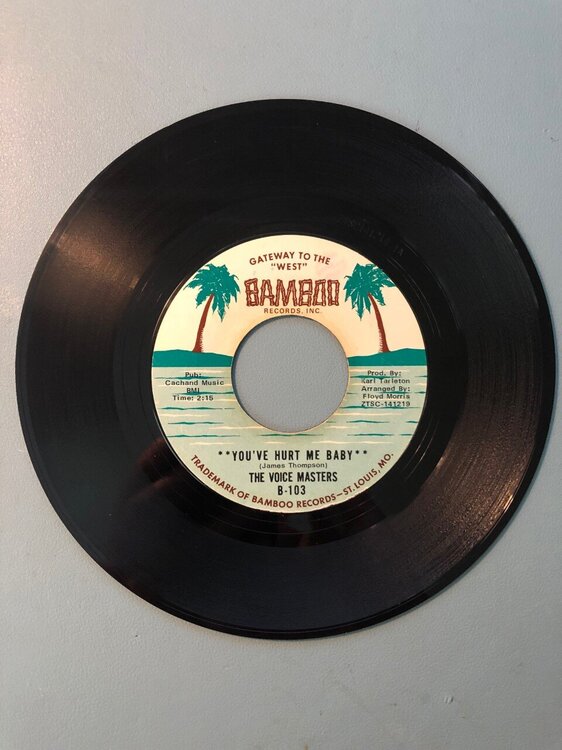 GATEWAY TO THE
"WEST"
BAMBOO
RECORDS, INC.
Pub:
Cachand Music
BMI
Time: 2:15
Prod. By:
Karl Tarleton
Arranged By:
Floyd Morris
ZTSC-141219
**YOU'VE HURT ME BABY**
(James Thompson)
THE VOICE MASTERS
B-103
TRADEMARK OF BAMBOO RECORDS—ST. LOUIS, MO.